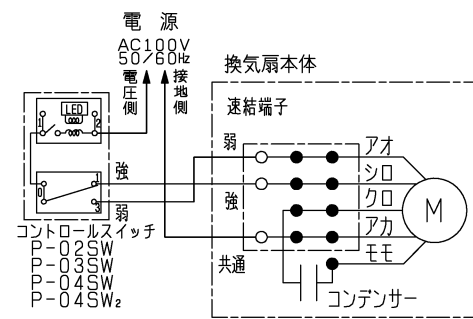 電 源
AC100V
50/60Hz
電圧側
接地側
換気扇本体
速結端子
LED
1
2
弱
アオ
強
シロ
0
1
強
クロ
M
3
弱
アカ
コントロールスイッチ
共通
モモ
P-02SW
P-03SW
P-04SW
P-04SW₂
コンデンサー